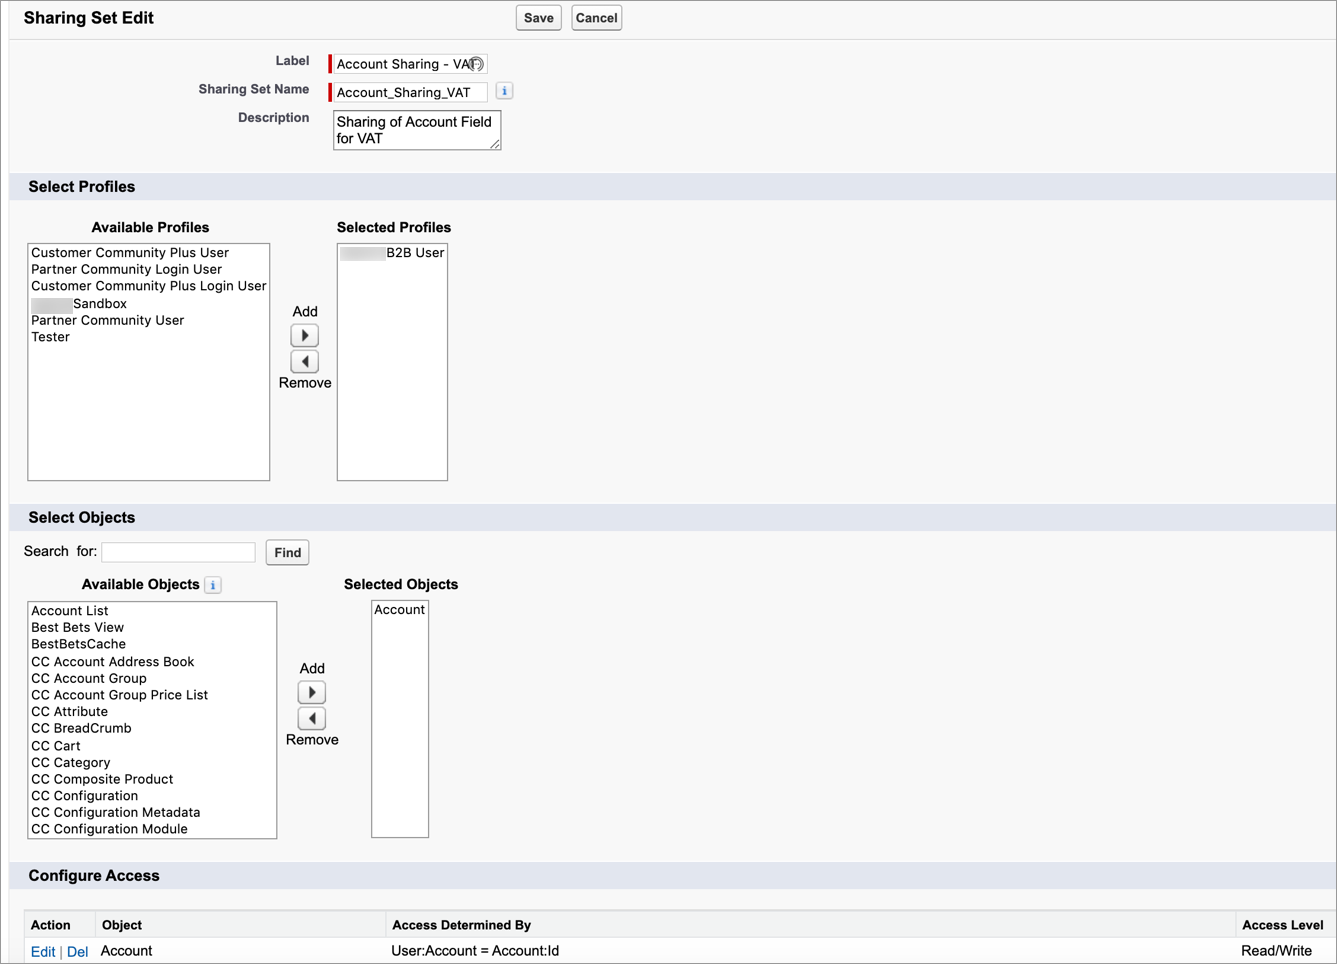 Sharing Set Edit
Save
Cancel
Label
Account Sharing - VAT
Sharing Set Name
Account_Sharing_VAT
i
Description
Sharing of Account Field
for VAT
Select Profiles
Available Profiles
Customer Community Plus User
Partner Community Login User
Customer Community Plus Login User
Sandbox
Partner Community User
Tester
Add
Remove
Selected Profiles
B2B User
Select Objects
Search for:
Find
Available Objects
i
Account List
Best Bets View
BestBetsCache
CC Account Address Book
CC Account Group
CC Account Group Price List
CC Attribute
CC BreadCrumb
CC Cart
CC Category
CC Composite Product
CC Configuration
CC Configuration Metadata
CC Configuration Module
Add
Remove
Selected Objects
Account
Configure Access
Action Object Access Determined By Access Level
Edit | Del Account User:Account = Account:Id Read/Write